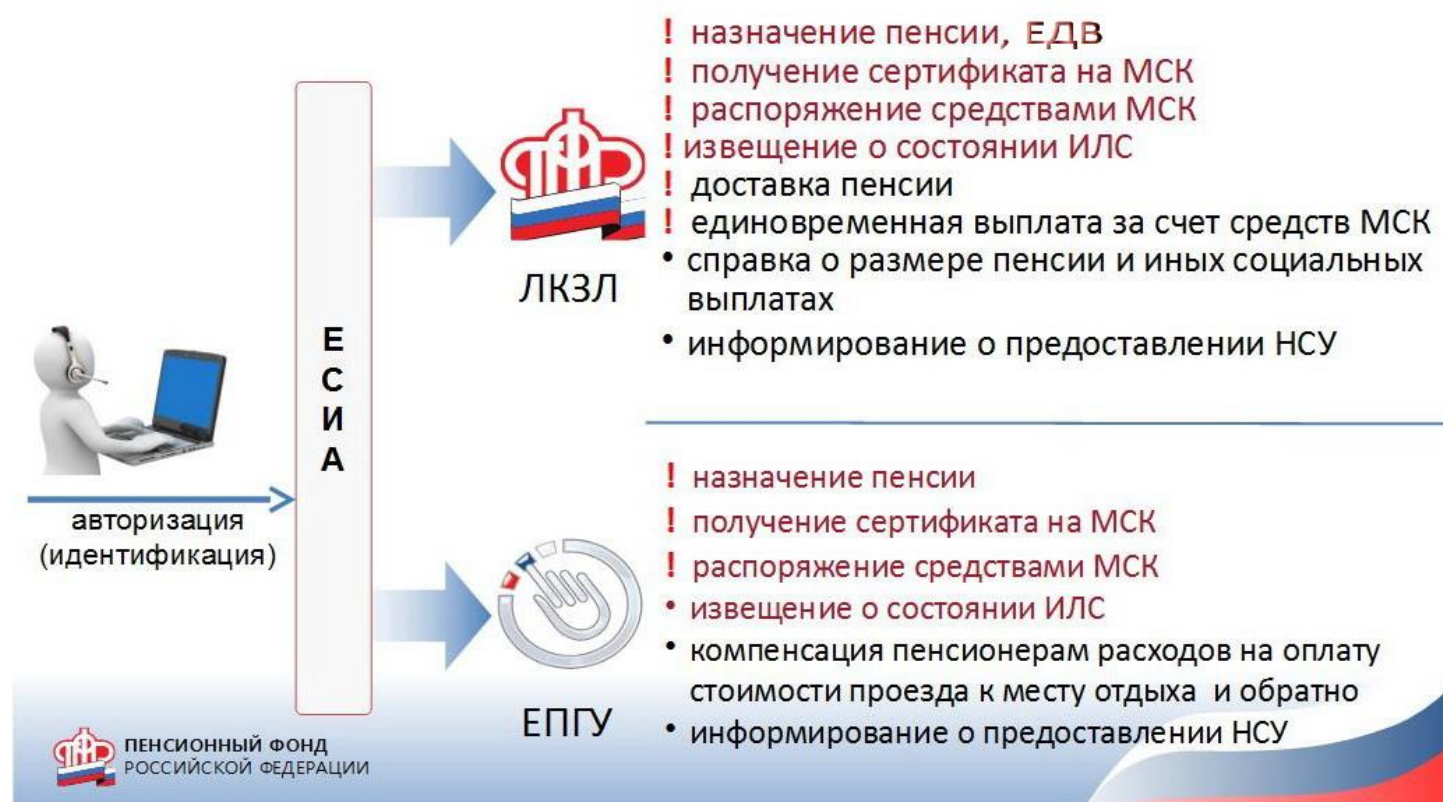 ! назначение пенсии, ЕДВ
! получение сертификата на МСК
! распоряжение средствами МСК
! извещение о состоянии ИЛС
! доставка пенсии
! единовременная выплата за счет средств МСК
• справка о размере пенсии и иных социальных
выплатах
• информирование о предоставлении НСУ
ПФР
ЛКЗЛ
Е
С
И
А
авторизация
(идентификация)
! назначение пенсии
! получение сертификата на МСК
! распоряжение средствами МСК
• извещение о состоянии ИЛС
• компенсация пенсионерам расходов на оплату
стоимости проезда к месту отдыха и обратно
• информирование о предоставлении НСУ
ЕПГУ
ПФР
ПЕНСИОННЫЙ ФОНД
РОССИЙСКОЙ ФЕДЕРАЦИИ